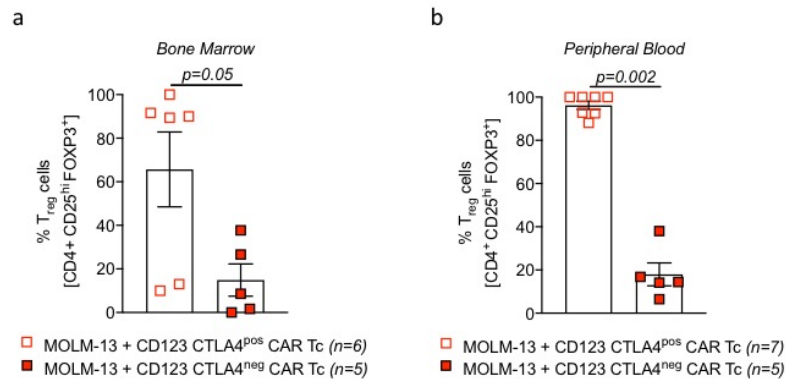 a
Bone Marrow
p=0.05
% Treg cells
[CD4+ CD25hi FOXP3+]
100
80
60
40
20
0
MOLM-13 + CD123 CTLA4pos CAR Tc (n=6)
MOLM-13 + CD123 CTLA4neg CAR Tc (n=5)
b
Peripheral Blood
p=0.002
% Treg cells
[CD4+ CD25hi FOXP3+]
100
80
60
40
20
0
MOLM-13 + CD123 CTLA4pos CAR Tc (n=7)
MOLM-13 + CD123 CTLA4neg CAR Tc (n=5)